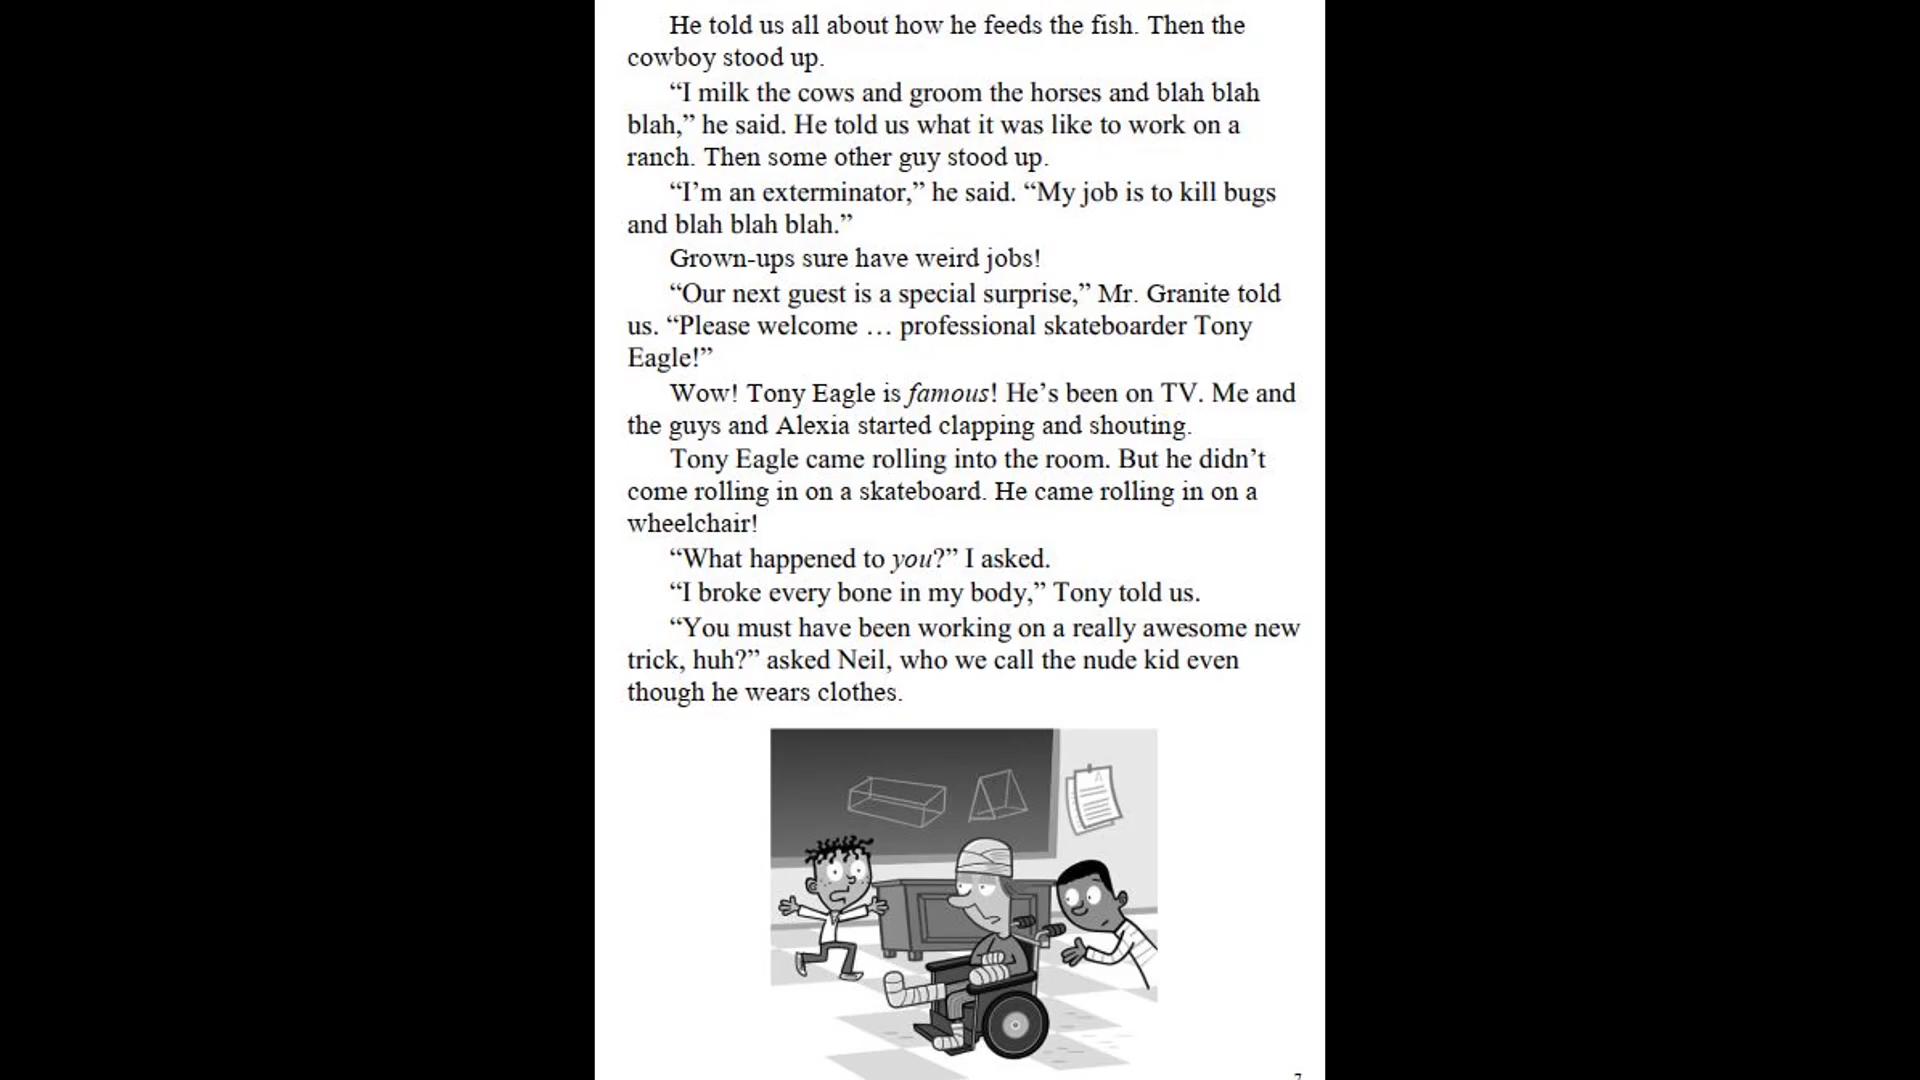 He told us all about how he feeds the fish. Then the
cowboy stood up.
“I milk the cows and groom the horses and blah blah
blah,” he said. He told us what it was like to work on a
ranch. Then some other guy stood up.
“I’m an exterminator,” he said. “My job is to kill bugs
and blah blah blah.”
Grown-ups sure have weird jobs!
“Our next guest is a special surprise,” Mr. Granite told
us. “Please welcome … professional skateboarder Tony
Eagle!”
Wow! Tony Eagle is famous! He’s been on TV. Me and
the guys and Alexia started clapping and shouting.
Tony Eagle came rolling into the room. But he didn’t
come rolling in on a skateboard. He came rolling in on a
wheelchair!
“What happened to you?” I asked.
“I broke every bone in my body,” Tony told us.
“You must have been working on a really awesome new
trick, huh?” asked Neil, who we call the nude kid even
though he wears clothes.
A